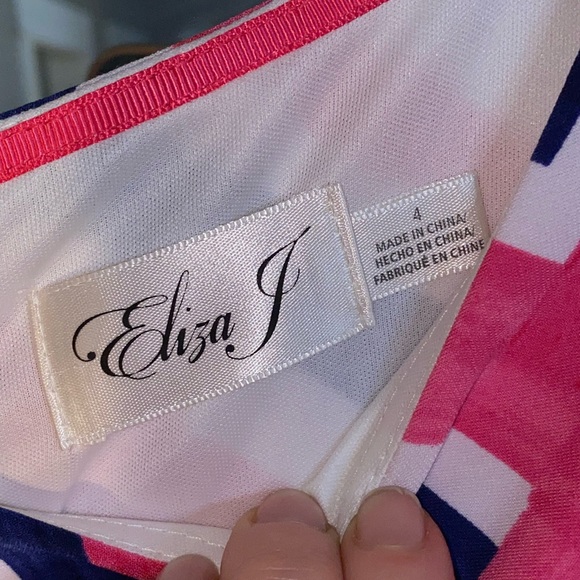 Eliza J
4
MADE IN CHINA/
HECHO EN CHINA/
FABRIQUÉ EN CHINE